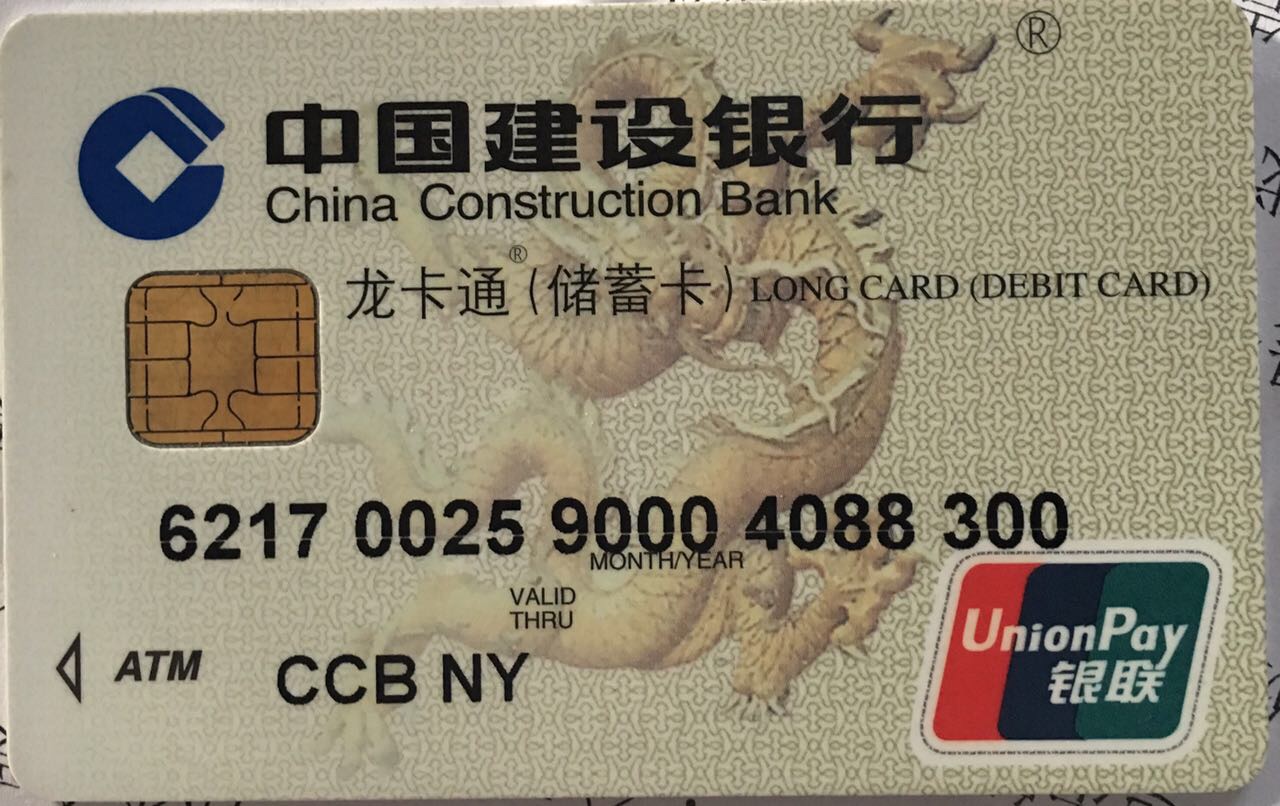 ®
中国建设银行
China Construction Bank
龙卡通®(储蓄卡) LONG CARD (DEBIT CARD)
6217 0025 9000 4088 300
MONTH/YEAR
VALID
THRU
ATM
CCB NY
UnionPay
银联